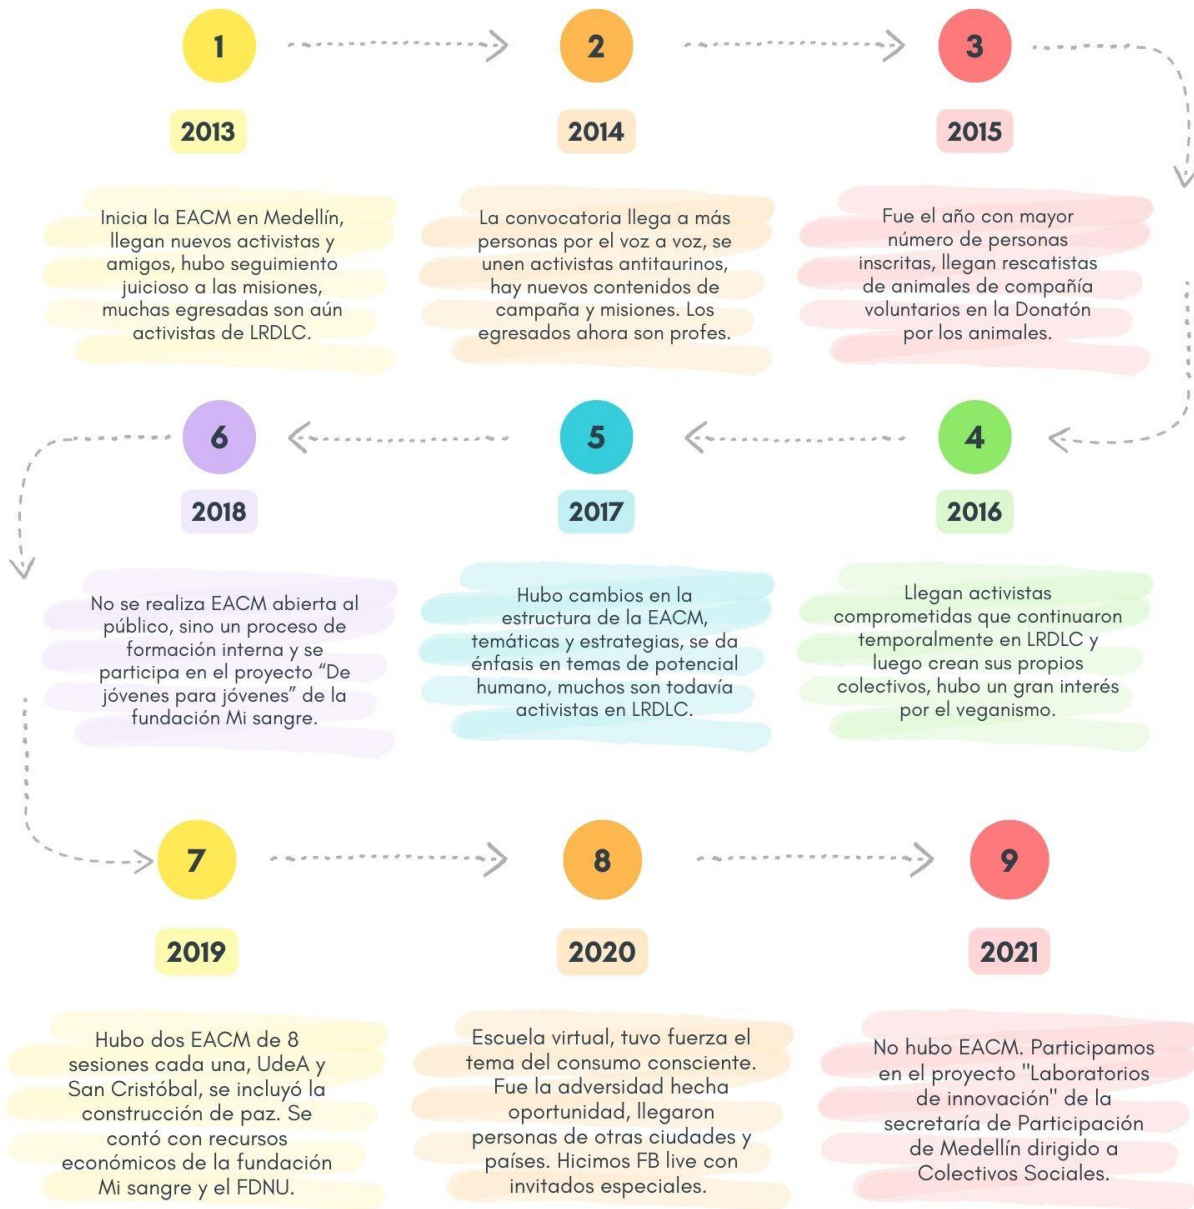 1
2013
Inicia la EACM en Medellín,
llegan nuevos activistas y
amigos, hubo seguimiento
juicioso a las misiones,
muchas egresadas son aún
activistas de LRDLC.
2
2014
La convocatoria llega a más
personas por el voz a voz, se
unen activistas antitaurinos,
hay nuevos contenidos de
campaña y misiones. Los
egresados ahora son profes.
3
2015
Fue el año con mayor
número de personas
inscritas, llegan rescatistas
de animales de compañía
voluntarios en la Donatón
por los animales.
4
2016
Llegan activistas
comprometidas que continuaron
temporalmente en LRDLC y
luego crean sus propios
colectivos, hubo un gran interés
por el veganismo.
5
2017
Hubo cambios en la
estructura de la EACM,
temáticas y estrategias, se da
énfasis en temas de potencial
humano, muchos son todavía
activistas en LRDLC.
6
2018
No se realiza EACM abierta al
público, sino un proceso de
formación interna y se
participa en el proyecto “De
jóvenes para jóvenes” de la
fundación Mi sangre.
7
2019
Hubo dos EACM de 8
sesiones cada una, UdeA y
San Cristóbal, se incluyó la
construcción de paz. Se
contó con recursos
económicos de la fundación
Mi sangre y el FDNU.
8
2020
Escuela virtual, tuvo fuerza el
tema del consumo consciente.
Fue la adversidad hecha
oportunidad, llegaron
personas de otras ciudades y
países. Hicimos FB live con
invitados especiales.
9
2021
No hubo EACM. Participamos
en el proyecto "Laboratorios
de innovación" de la
secretaría de Participación
de Medellín dirigido a
Colectivos Sociales.